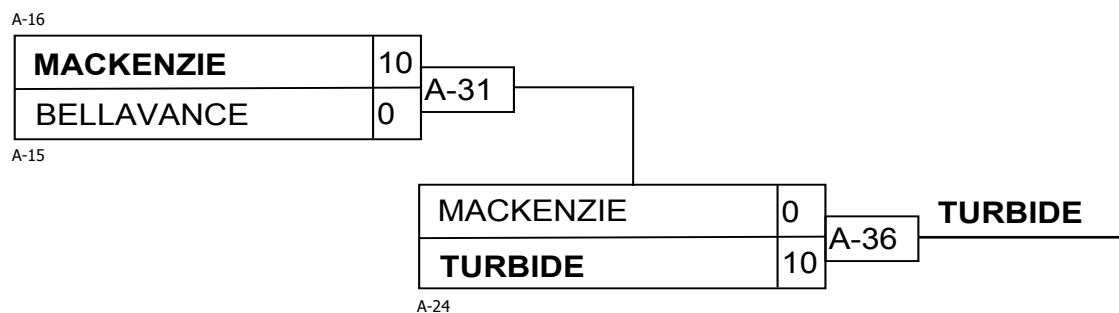 A-16
MACKENZIE 10
A-31
BELLAVANCE 0
A-15
MACKENZIE 0
TURBIDE
A-36
TURBIDE 10
A-24